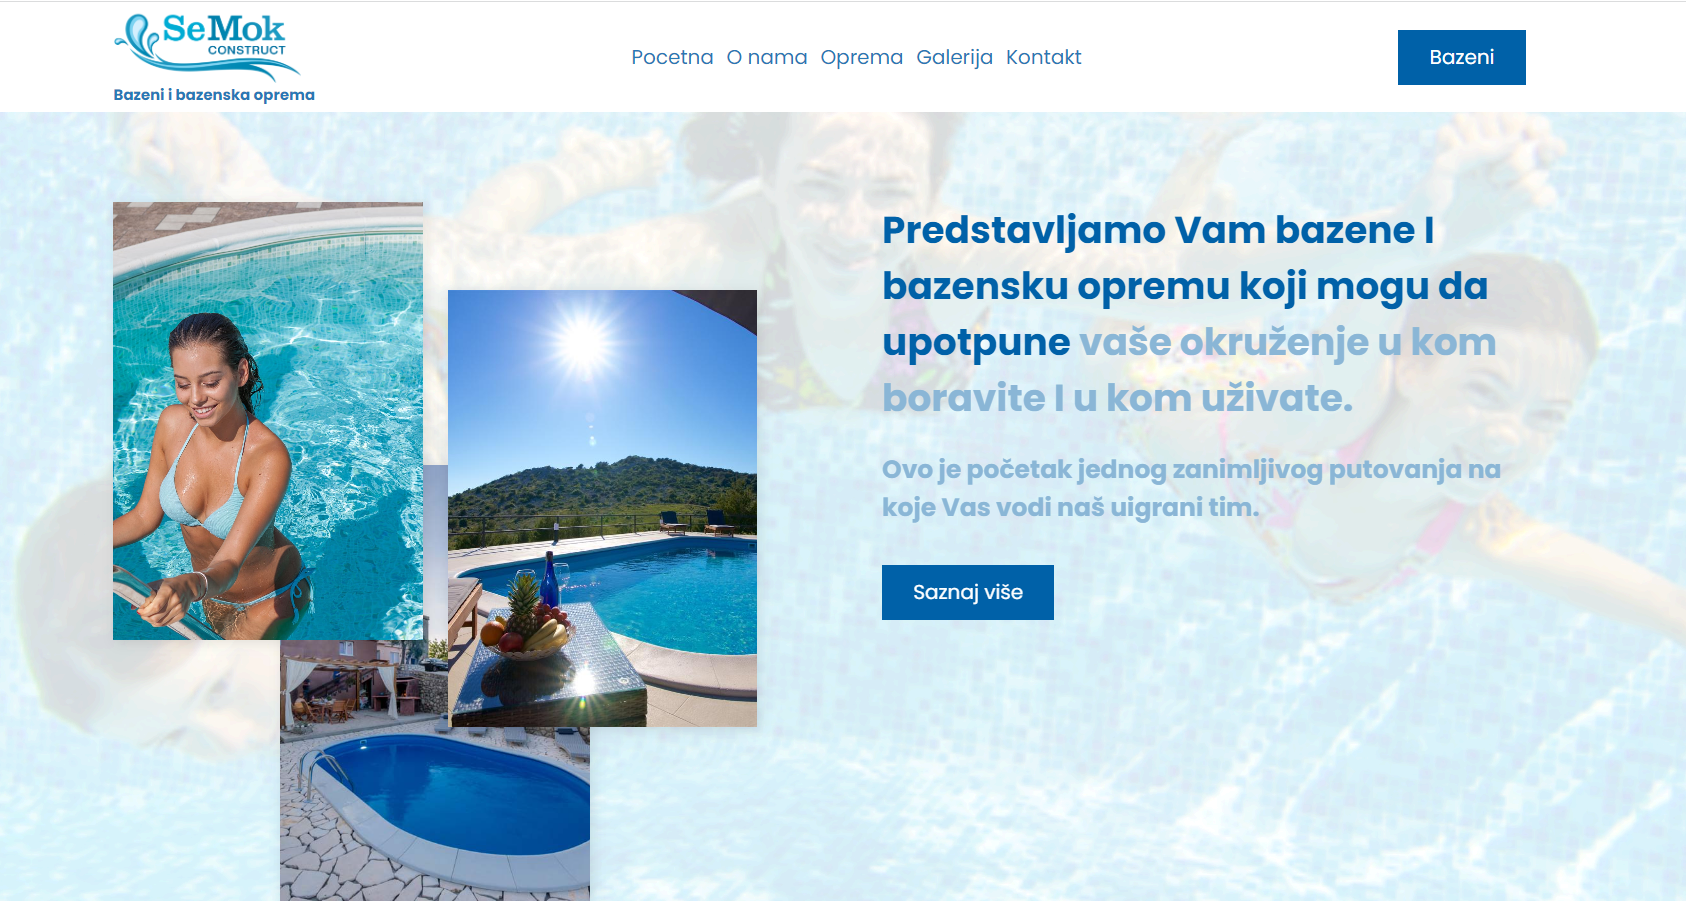 SeMok
CONSTRUCT
Bazeni i bazenska oprema
Pocetna O nama Oprema Galerija Kontakt
Bazeni
Predstavljamo Vam bazene I
bazensku opremu koji mogu da
upotpune vaše okruženje u kom
boravite I u kom uživate.
Ovo je početak jednog zanimljivog putovanja na
koje Vas vodi naš uigrani tim.
Saznaj više